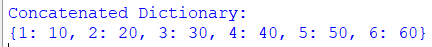 Concatenated Dictionary:
{1: 10, 2: 20, 3: 30, 4: 40, 5: 50, 6: 60}